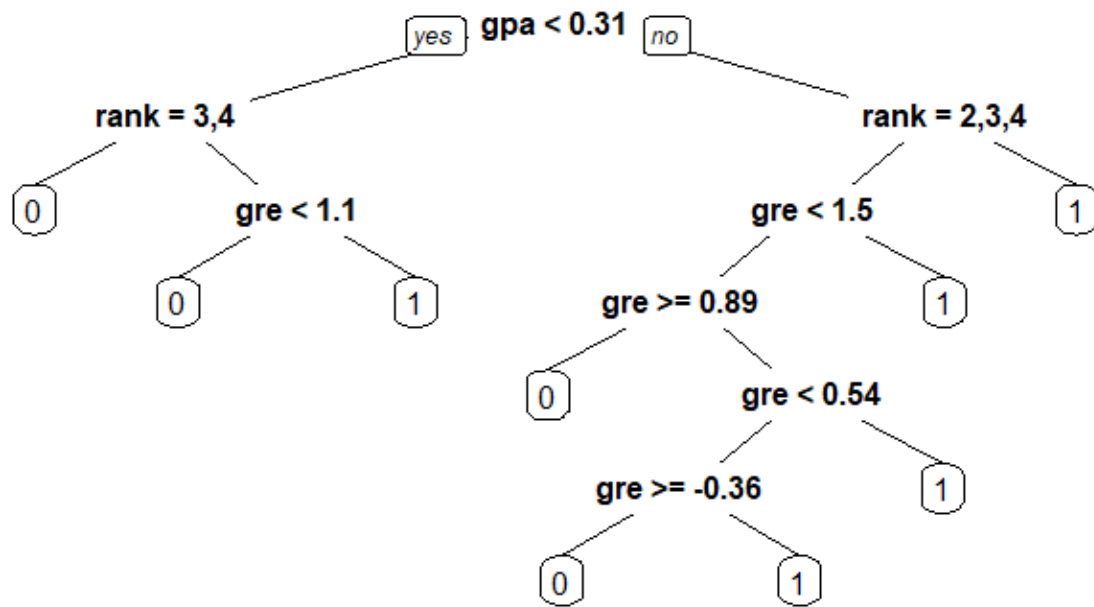 yes gpa < 0.31 no
rank = 3,4 rank = 2,3,4
0 gre < 1.1 gre < 1.5 1
0 1 gre >= 0.89 1
0 gre < 0.54
gre >= -0.36 1
0 1